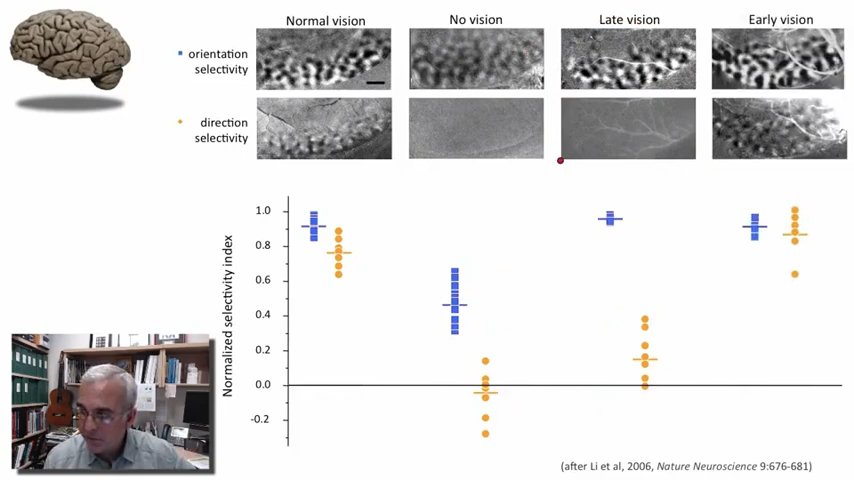 Normal vision
No vision
Late vision
Early vision
orientation
selectivity
direction
selectivity
Normalized selectivity index
1.0
0.8
0.6
0.4
0.2
0.0
-0.2
(after Li et al, 2006, Nature Neuroscience 9:676-681)